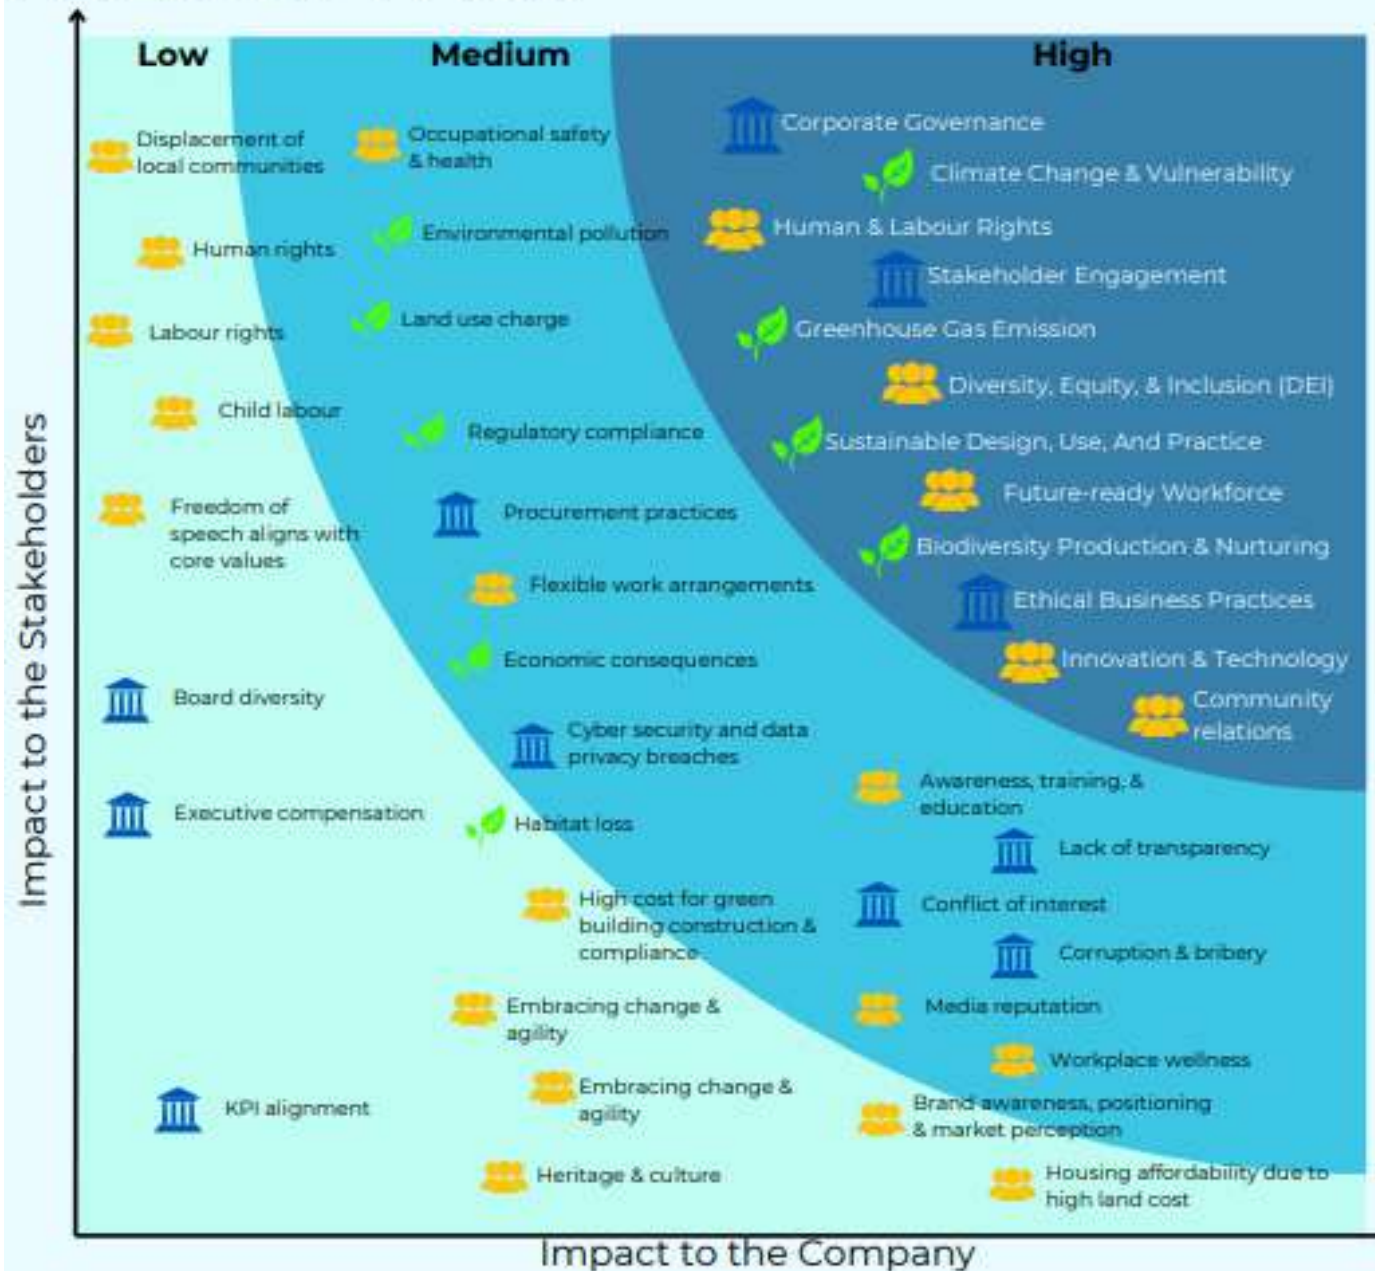 Low
Medium
High
Displacement of
local communities
Occupational safety
& health
Corporate Governance
Climate Change & Vulnerability
Human rights
Environmental pollution
Human & Labour Rights
Stakeholder Engagement
Labour rights
Land use charge
Greenhouse Gas Emission
Diversity, Equity, & Inclusion (DEI)
Child labour
Regulatory compliance
Sustainable Design, Use, And Practice
Future-ready Workforce
Freedom of
speech aligns with
core values
Procurement practices
Biodiversity Production & Nurturing
Flexible work arrangements
Ethical Business Practices
Economic consequences
Innovation & Technology
Board diversity
Cyber security and data
privacy breaches
Community
relations
Awareness, training, &
education
Executive compensation
Habitat loss
Lack of transparency
High cost for green
building construction &
compliance
Conflict of interest
Corruption & bribery
Embracing change &
agility
Media reputation
Workplace wellness
Embracing change &
agility
KPI alignment
Brand awareness, positioning
& market perception
Heritage & culture
Housing affordability due to
high land cost
Impact to the Stakeholders
Impact to the Company